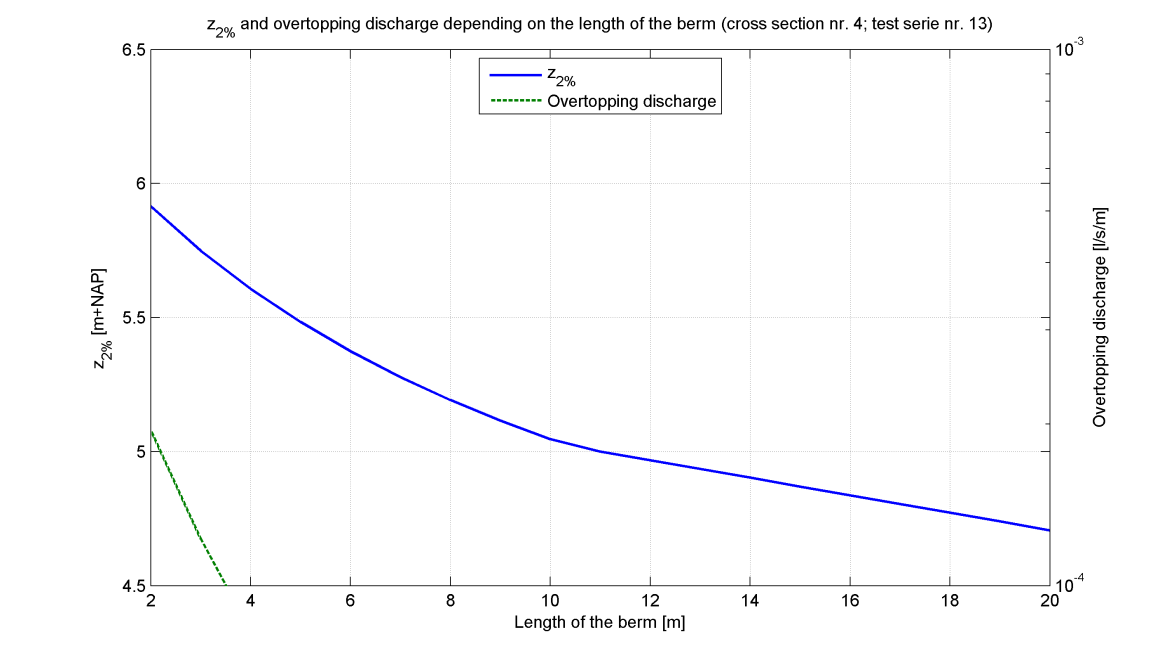 z2% and overtopping discharge depending on the length of the berm (cross section nr. 4; test serie nr. 13)
z2%
Overtopping discharge
6.5
6
5.5
5
4.5
z2% [m+NAP]
10-3
10-4
Overtopping discharge [l/s/m]
2 4 6 8 10 12 14 16 18 20
Length of the berm [m]